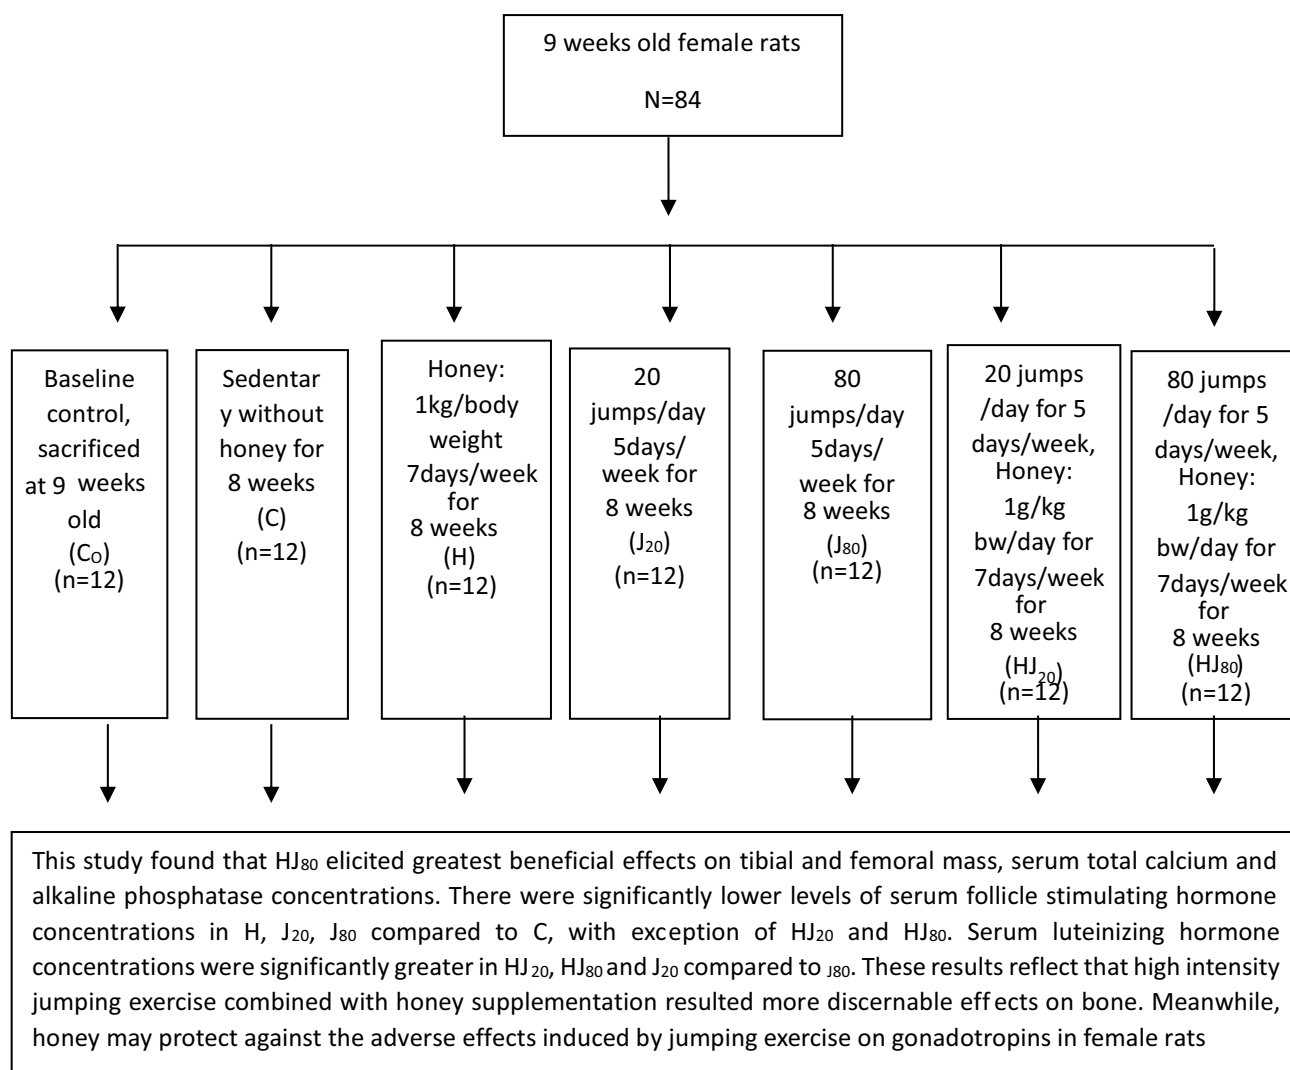 9 weeks old female rats
N=84
Baseline
control,
sacrificed
at 9 weeks
old
(C₀)
(n=12)
Sedentar
y without
honey for
8 weeks
(C)
(n=12)
Honey:
1kg/body
weight
7days/week
for
8 weeks
(H)
(n=12)
20
jumps/day
5days/
week for
8 weeks
(J₂₀)
(n=12)
80
jumps/day
5days/
week for
8 weeks
(J₈₀)
(n=12)
20 jumps
/day for 5
days/week,
Honey:
1g/kg
bw/day for
7days/week
for
8 weeks
(HJ₂₀)
(n=12)
80 jumps
/day for 5
days/week,
Honey:
1g/kg
bw/day for
7days/week
for
8 weeks
(HJ₈₀)
(n=12)
This study found that HJ₈₀ elicited greatest beneficial effects on tibial and femoral mass, serum total calcium and
alkaline phosphatase concentrations. There were significantly lower levels of serum follicle stimulating hormone
concentrations in H, J₂₀, J₈₀ compared to C, with exception of HJ₂₀ and HJ₈₀. Serum luteinizing hormone
concentrations were significantly greater in HJ₂₀, HJ₈₀ and J₂₀ compared to J₈₀. These results reflect that high intensity
jumping exercise combined with honey supplementation resulted more discernable effects on bone. Meanwhile,
honey may protect against the adverse effects induced by jumping exercise on gonadotropins in female rats